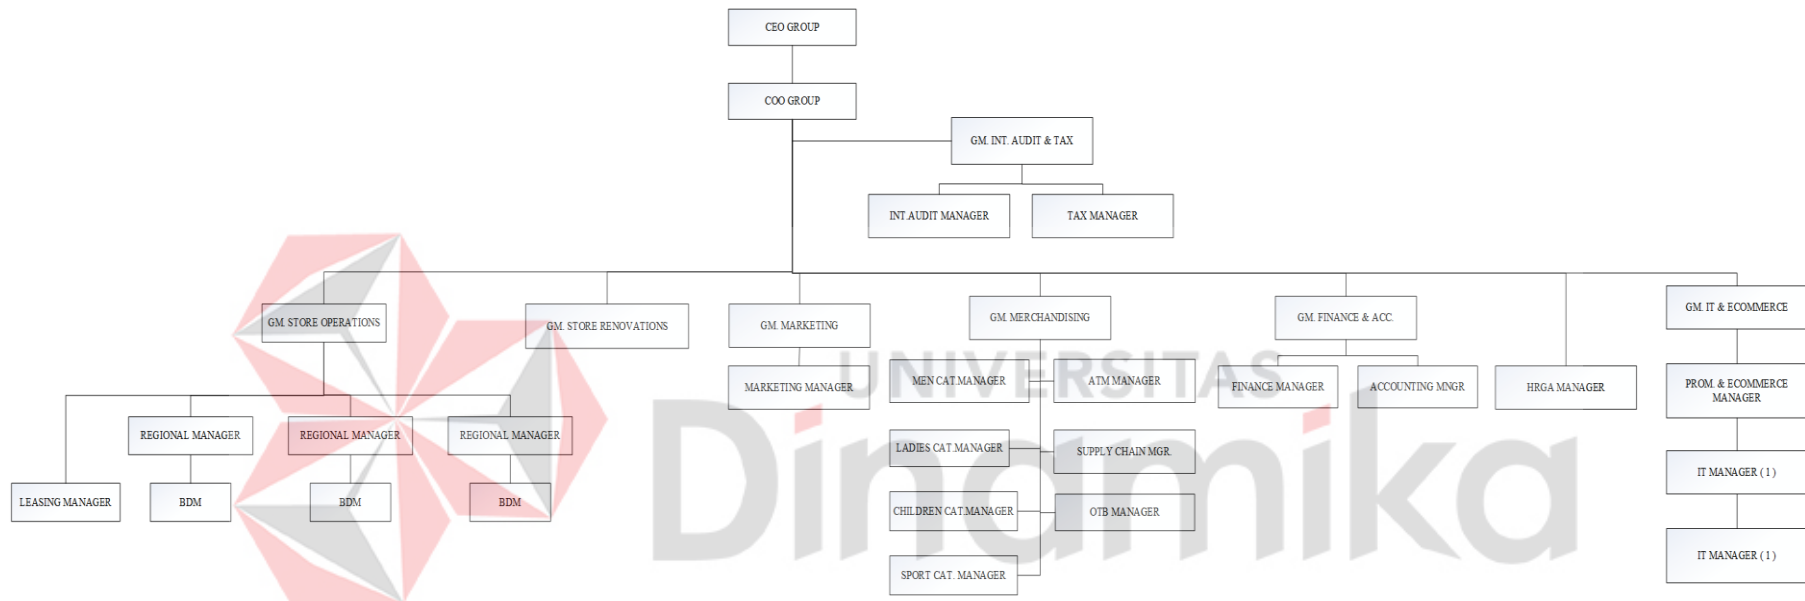 CEO GROUP
COO GROUP
GM. INT. AUDIT & TAX
INT.AUDIT MANAGER
TAX MANAGER
GM. STORE OPERATIONS
GM. STORE RENOVATIONS
GM. MARKETING
GM. MERCHANDISING
GM. FINANCE & ACC.
GM. IT & ECOMMERCE
MARKETING MANAGER
MEN CAT.MANAGER
ATM MANAGER
FINANCE MANAGER
ACCOUNTING MNGR
HRGA MANAGER
PROM. & ECOMMERCE
MANAGER
REGIONAL MANAGER
REGIONAL MANAGER
REGIONAL MANAGER
LADIES CAT.MANAGER
SUPPLY CHAIN MGR.
IT MANAGER ( 1 )
LEASING MANAGER
BDM
BDM
BDM
CHILDREN CAT.MANAGER
OTB MANAGER
IT MANAGER ( 1 )
SPORT CAT. MANAGER
UNIVERSITAS
Dinamika